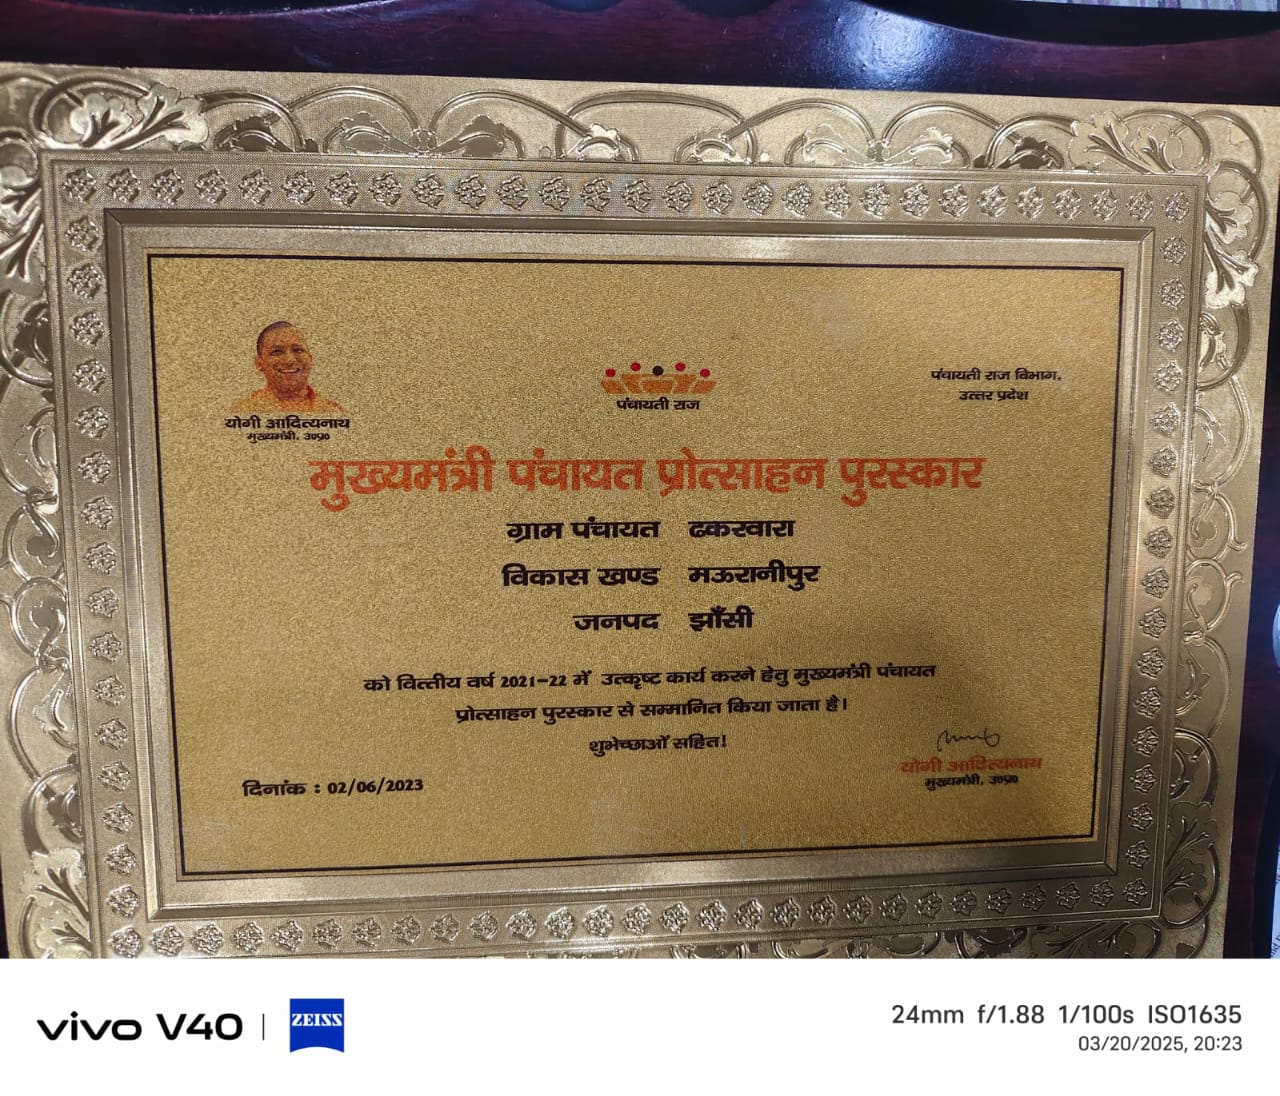 योगी आदित्यनाथ
मुख्यमंत्री, उ०प्र०
पंचायती राज
पंचायती राज विभाग,
उत्तर प्रदेश
मुख्यमंत्री पंचायत प्रोत्साहन पुरस्कार
ग्राम पंचायत ढकरवारा
विकास खण्ड मऊरानीपुर
जनपद झाँसी
को वित्तीय वर्ष 2021-22 में उत्कृष्ट कार्य करने हेतु मुख्यमंत्री पंचायत
प्रोत्साहन पुरस्कार से सम्मानित किया जाता है।
शुभेच्छाओं सहित!
योगी आदित्यनाथ
मुख्यमंत्री, उ०प्र०
दिनांक : 02/06/2023
vivo V40 | ZEISS
24mm f/1.88 1/100s ISO1635
03/20/2025, 20:23